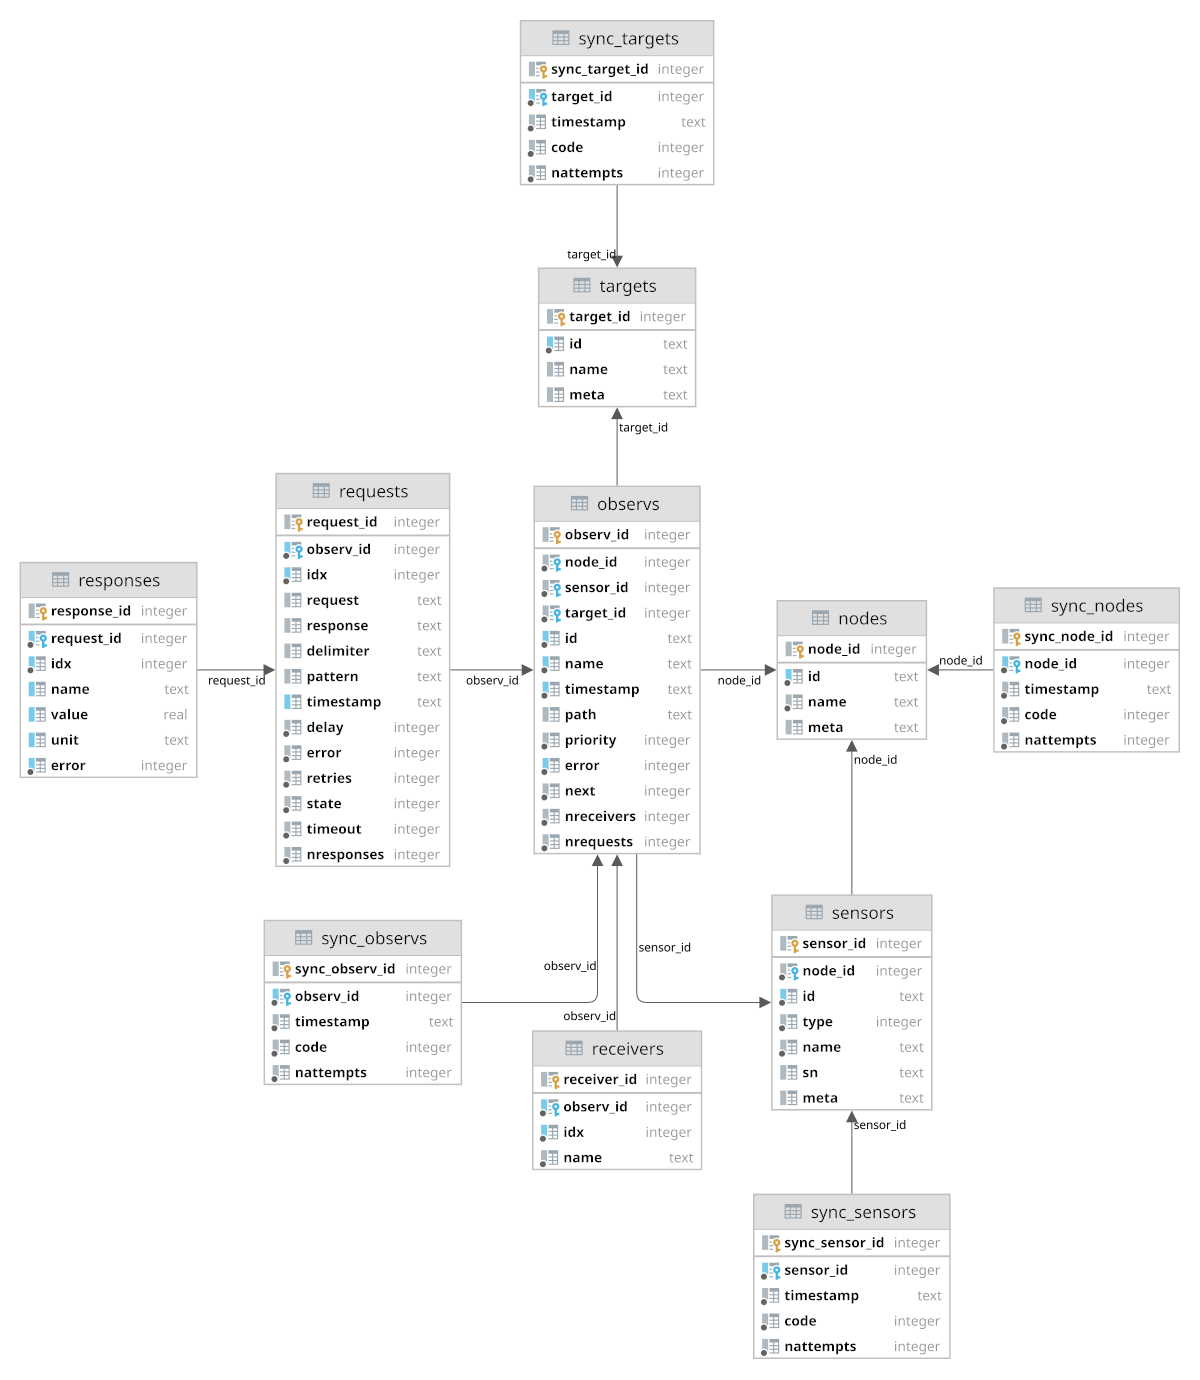 sync_targets
sync_target_id integer
target_id integer
timestamp text
code integer
nattempts integer
target_id
targets
target_id integer
id text
name text
meta text
target_id
requests
request_id integer
observ_id integer
idx integer
request text
response text
delimiter text
pattern text
timestamp text
delay integer
error integer
retries integer
state integer
timeout integer
nresponses integer
observs
observ_id integer
node_id integer
sensor_id integer
target_id integer
id text
name text
timestamp text
path text
priority integer
error integer
next integer
nreceivers integer
nrequests integer
responses
response_id integer
request_id integer
idx integer
name text
value real
unit text
error integer
request_id
observ_id
node_id
nodes
node_id integer
id text
name text
meta text
node_id
sync_nodes
sync_node_id integer
node_id integer
timestamp text
code integer
nattempts integer
node_id
sensors
sensor_id integer
node_id integer
id text
type integer
name text
sn text
meta text
sync_observs
sync_observ_id integer
observ_id integer
timestamp text
code integer
nattempts integer
observ_id
sensor_id
observ_id
receivers
receiver_id integer
observ_id integer
idx integer
name text
sensor_id
sync_sensors
sync_sensor_id integer
sensor_id integer
timestamp text
code integer
nattempts integer